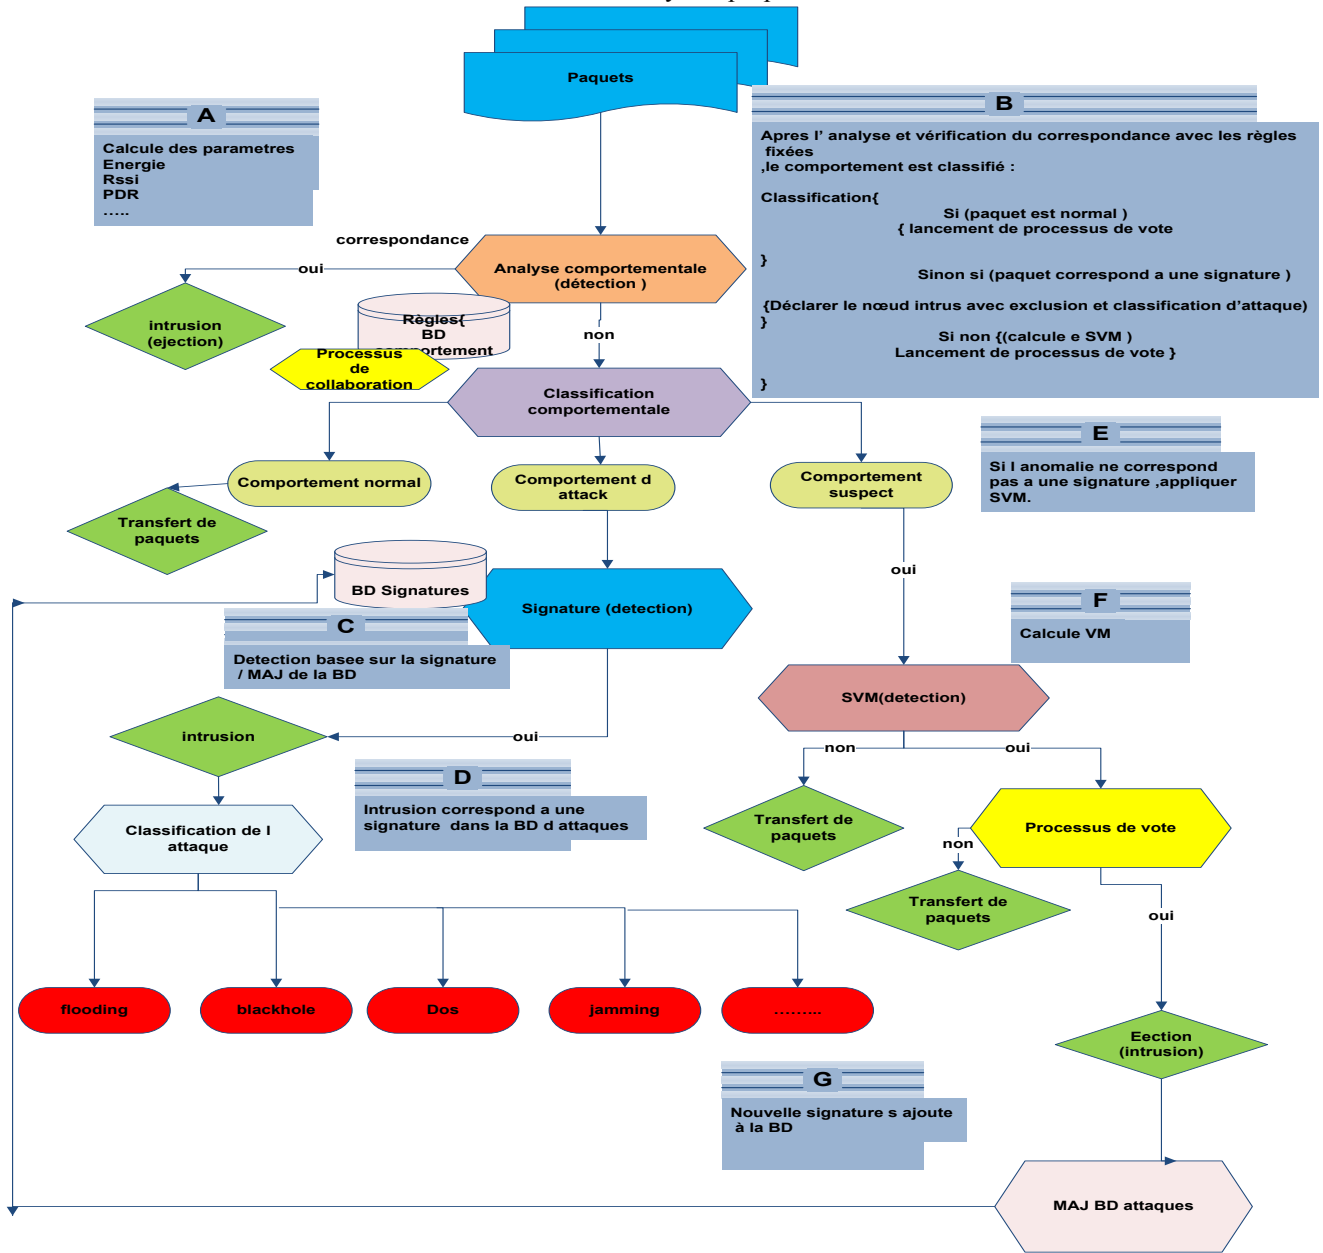 Paquets
A
Calcule des parametres
Energie
Rssi
PDR
…..
B
Apres l’ analyse et vérification du correspondance avec les règles
fixées
,le comportement est classifié :
Classification{
Si (paquet est normal )
{ lancement de processus de vote
}
Sinon si (paquet correspond a une signature )
{Déclarer le nœud intrus avec exclusion et classification d’attaque)
}
Si non {(calcule e SVM )
Lancement de processus de vote }
}
correspondance
oui
Analyse comportementale
(détection )
intrusion
(ejection)
Règles{
BD
non
Processus
de
collaboration
Classification
comportementale
E
Si l anomalie ne correspond
pas a une signature ,appliquer
SVM.
Comportement normal
Comportement d
attack
Comportement
suspect
Transfert de
paquets
oui
BD Signatures
Signature (detection)
F
Calcule VM
C
Detection basee sur la signature
/ MAJ de la BD
SVM(detection)
intrusion
oui
non
oui
D
Intrusion correspond a une
signature  dans la BD d attaques
Classification de l
attaque
Transfert de
paquets
Processus de vote
non
Transfert de
paquets
oui
flooding
blackhole
Dos
jamming
……...
Eection
(intrusion)
G
Nouvelle signature s ajoute
à la BD
MAJ BD attaques